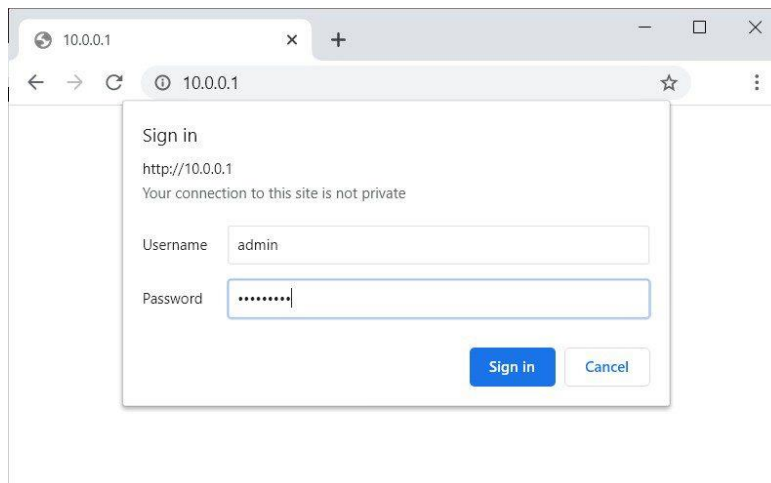 10.0.0.1
10.0.0.1
Sign in
http://10.0.0.1
Your connection to this site is not private
Username admin
Password •••••••••
Sign in Cancel